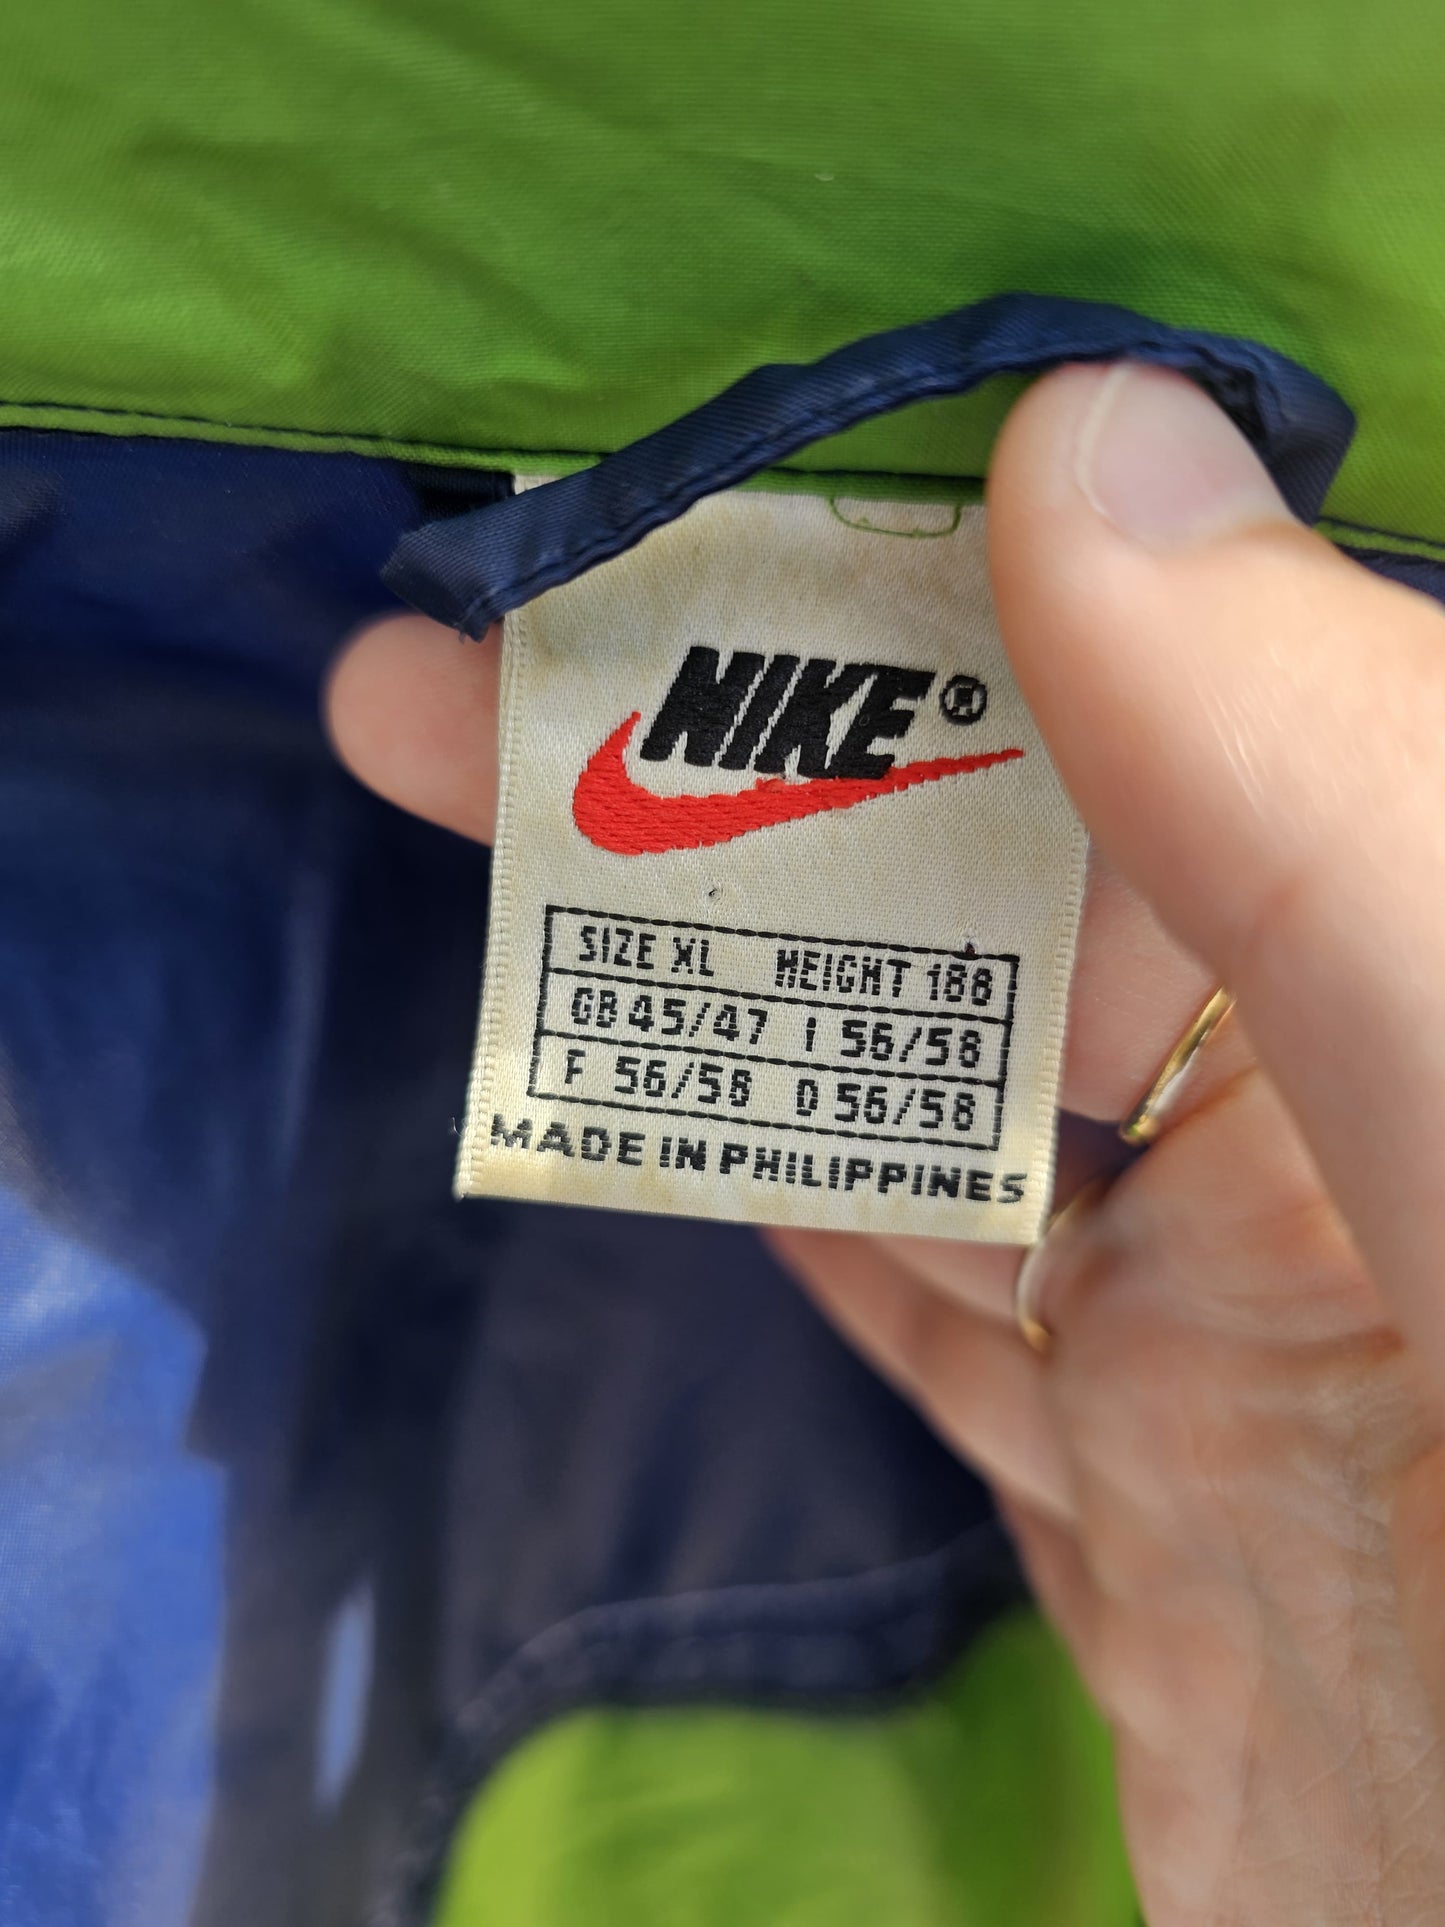 NIKE®
SIZE XL HEIGHT 188
GB 45/47 I 56/58
F 56/58 D 56/58
MADE IN PHILIPPINES